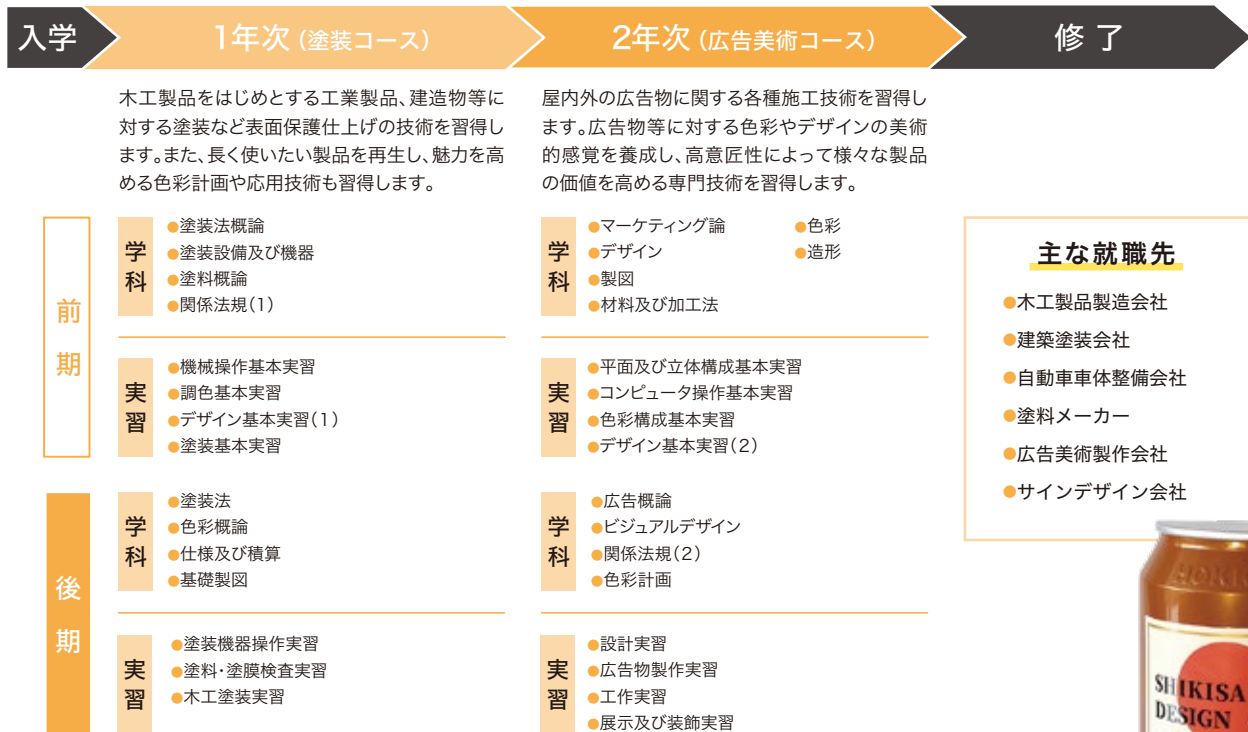 入学
1年次（塗装コース）
2年次（広告美術コース）
修了
木工製品をはじめとする工業製品、建造物等に
対する塗装など表面保護仕上げの技術を習得し
ます。また、長く使いたい製品を再生し、魅力を高
める色彩計画や応用技術も習得します。
屋内外の広告物に関する各種施工技術を習得し
ます。広告物等に対する色彩やデザインの美術
的感覚を養成し、高意匠性によって様々な製品
の価値を高める専門技術を習得します。
前期
学科
●塗装法概論
●塗装設備及び機器
●塗料概論
●関係法規(1)
実習
●機械操作基本実習
●調色基本実習
●デザイン基本実習(1)
●塗装基本実習
学科
●マーケティング論 ●色彩
●デザイン ●造形
●製図
●材料及び加工法
実習
●平面及び立体構成基本実習
●コンピュータ操作基本実習
●色彩構成基本実習
●デザイン基本実習(2)
後期
学科
●塗装法
●色彩概論
●仕様及び積算
●基礎製図
実習
●塗装機器操作実習
●塗料・塗膜検査実習
●木工塗装実習
学科
●広告概論
●ビジュアルデザイン
●関係法規(2)
●色彩計画
実習
●設計実習
●広告物製作実習
●工作実習
●展示及び装飾実習
主な就職先
●木工製品製造会社
●建築塗装会社
●自動車車体整備会社
●塗料メーカー
●広告美術製作会社
●サインデザイン会社
SHIKISA
DESIGN